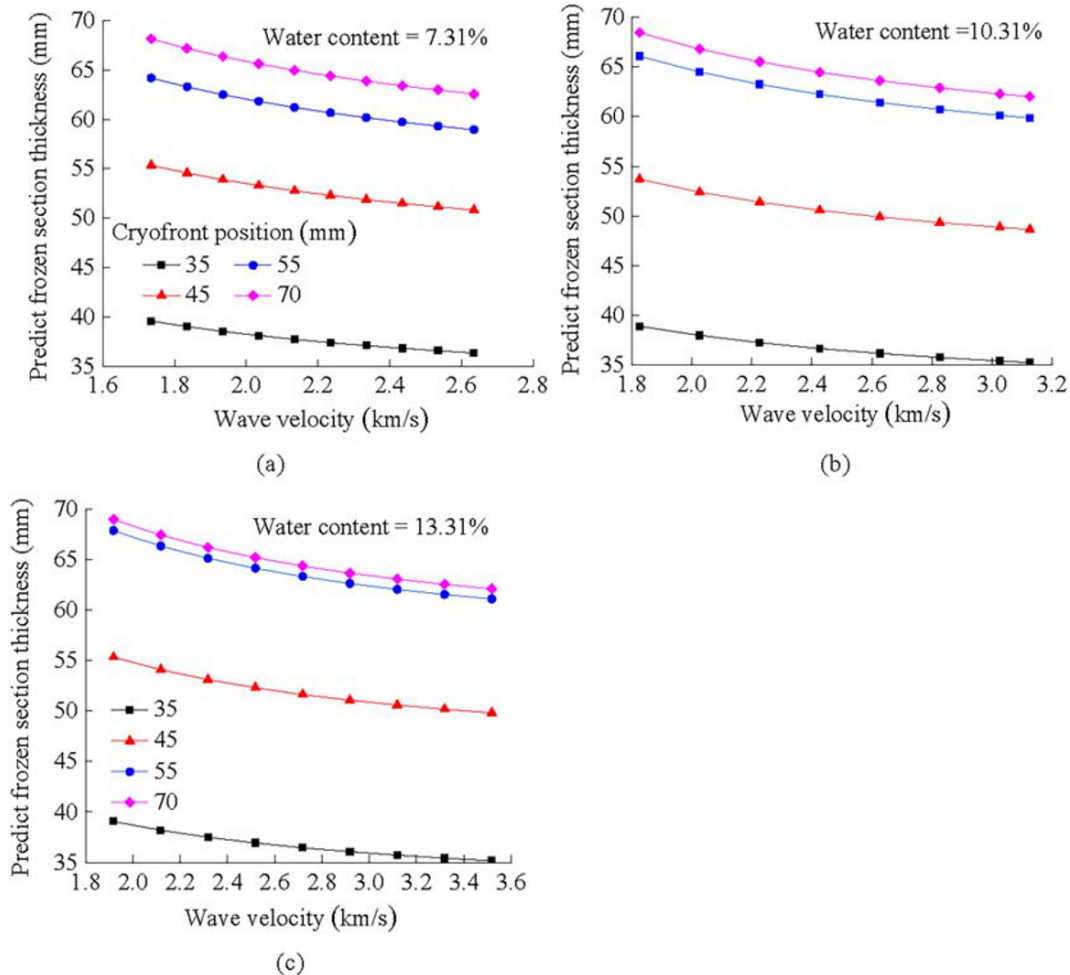 70
65
60
55
50
45
40
35
Predict frozen section thickness (mm)
Water content = 7.31%
Cryofront position (mm)
35 55
45 70
1.6 1.8 2.0 2.2 2.4 2.6 2.8
Wave velocity (km/s)
(a)
70
65
60
55
50
45
40
35
Predict frozen section thickness (mm)
Water content =10.31%
1.8 2.0 2.2 2.4 2.6 2.8 3.0 3.2
Wave velocity (km/s)
(b)
70
65
60
55
50
45
40
35
Predict frozen section thickness (mm)
Water content = 13.31%
35
45
55
70
1.8 2.0 2.2 2.4 2.6 2.8 3.0 3.2 3.4 3.6
Wave velocity (km/s)
(c)